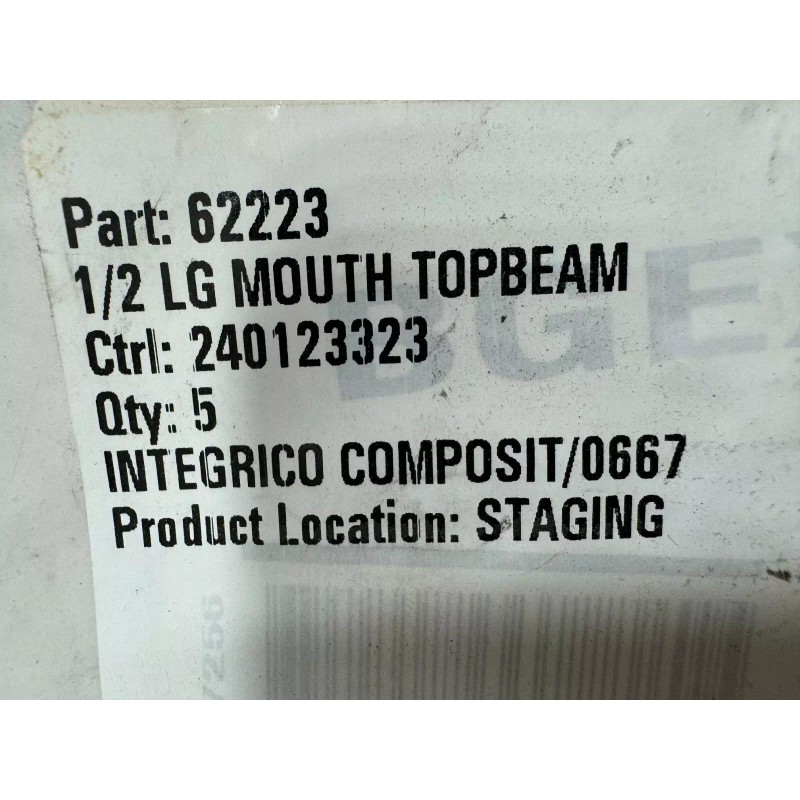 Part: 62223
1/2 LG MOUTH TOPBEAM
Ctrl: 240123323
Qty: 5
INTEGRICO COMPOSIT/0667
Product Location: STAGING